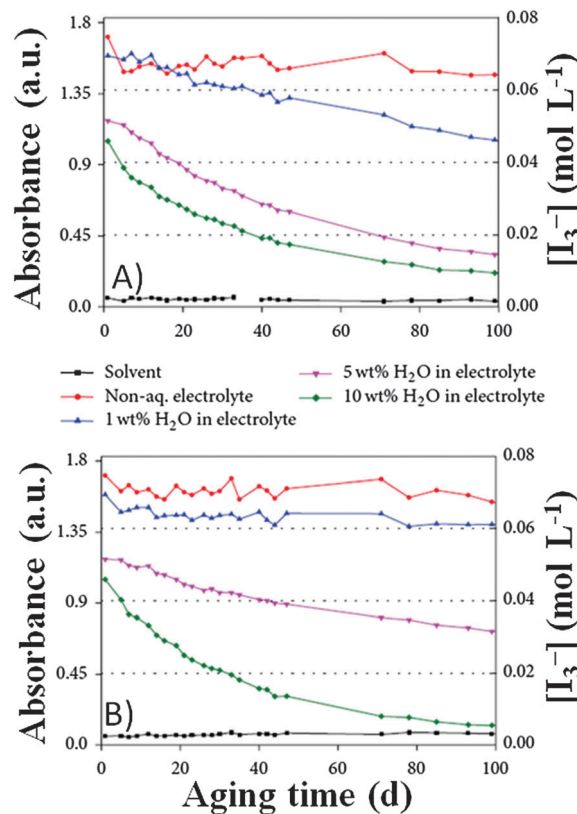 1.8
1.35
0.9
0.45
0.0
Absorbance (a.u.)
0.08
0.06
0.04
0.02
0.00
[I₃⁻] (mol L⁻¹)
A)
0 20 40 60 80 100
Solvent
Non-aq. electrolyte
1 wt% H₂O in electrolyte
5 wt% H₂O in electrolyte
10 wt% H₂O in electrolyte
1.8
1.35
0.9
0.45
0.0
Absorbance (a.u.)
0.08
0.06
0.04
0.02
0.00
[I₃⁻] (mol L⁻¹)
B)
0 20 40 60 80 100
Aging time (d)